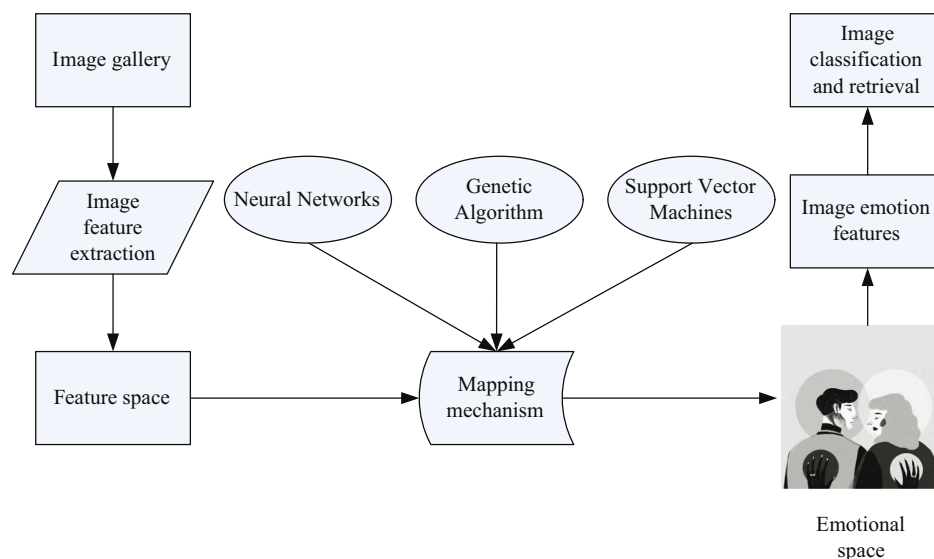 Image gallery
Image
feature
extraction
Feature space
Neural Networks
Genetic
Algorithm
Support Vector
Machines
Mapping
mechanism
Image
classification
and retrieval
Image emotion
features
Emotional
space